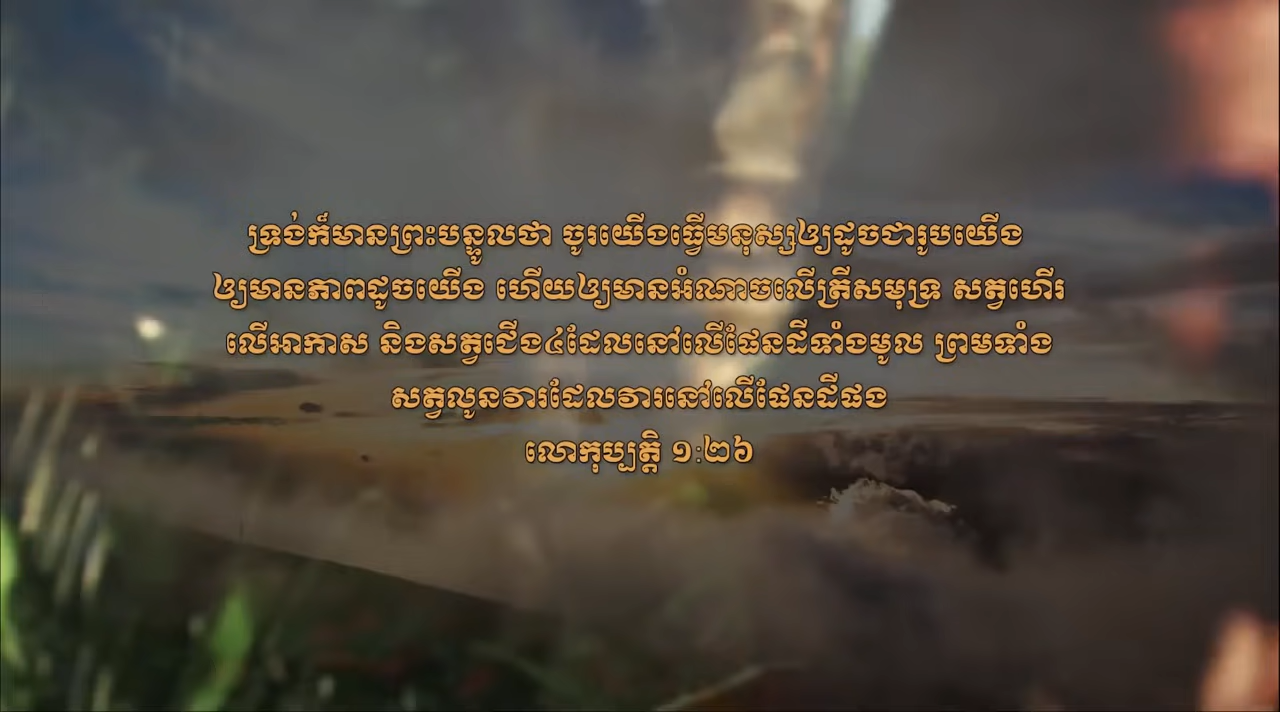 ទ្រង់ក៏មានព្រះបន្ទូលថា ចូរយើងធ្វើមនុស្សឲ្យដូចជារូបយើង
ឲ្យមានភាពដូចយើង ហើយឲ្យមានអំណាចលើត្រីសមុទ្រ សត្វហើរ
លើអាកាស និងសត្វជើង៤ដែលនៅលើផែនដីទាំងមូល ព្រមទាំង
សត្វលូនវារដែលវារនៅលើផែនដីផង
លោកុប្បត្តិ ១:២៦